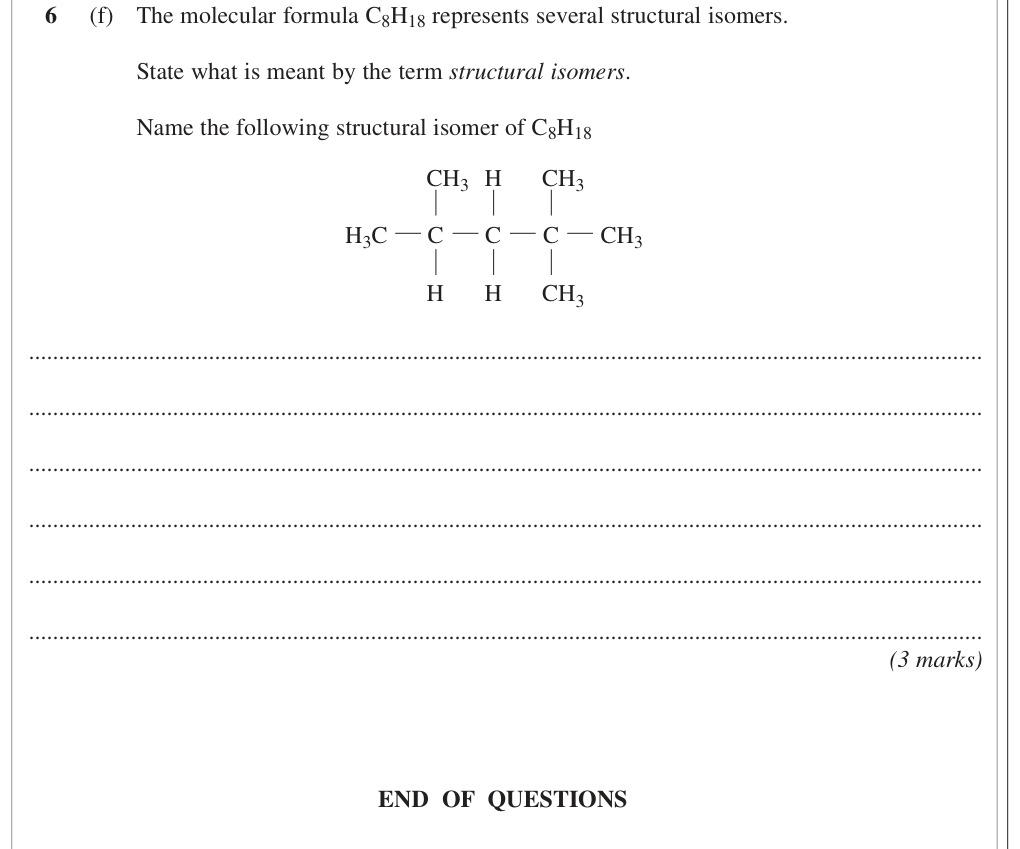 6 (f) The molecular formula C₈H₁₈ represents several structural isomers.
State what is meant by the term structural isomers.
Name the following structural isomer of C₈H₁₈
CH₃ H CH₃
H₃C — C — C — C — CH₃
H H CH₃
(3 marks)
END OF QUESTIONS